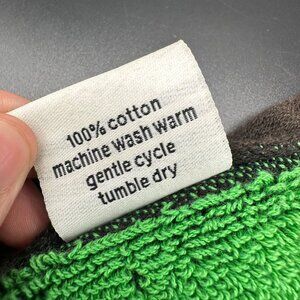 100% cotton
machine wash warm
gentle cycle
tumble dry